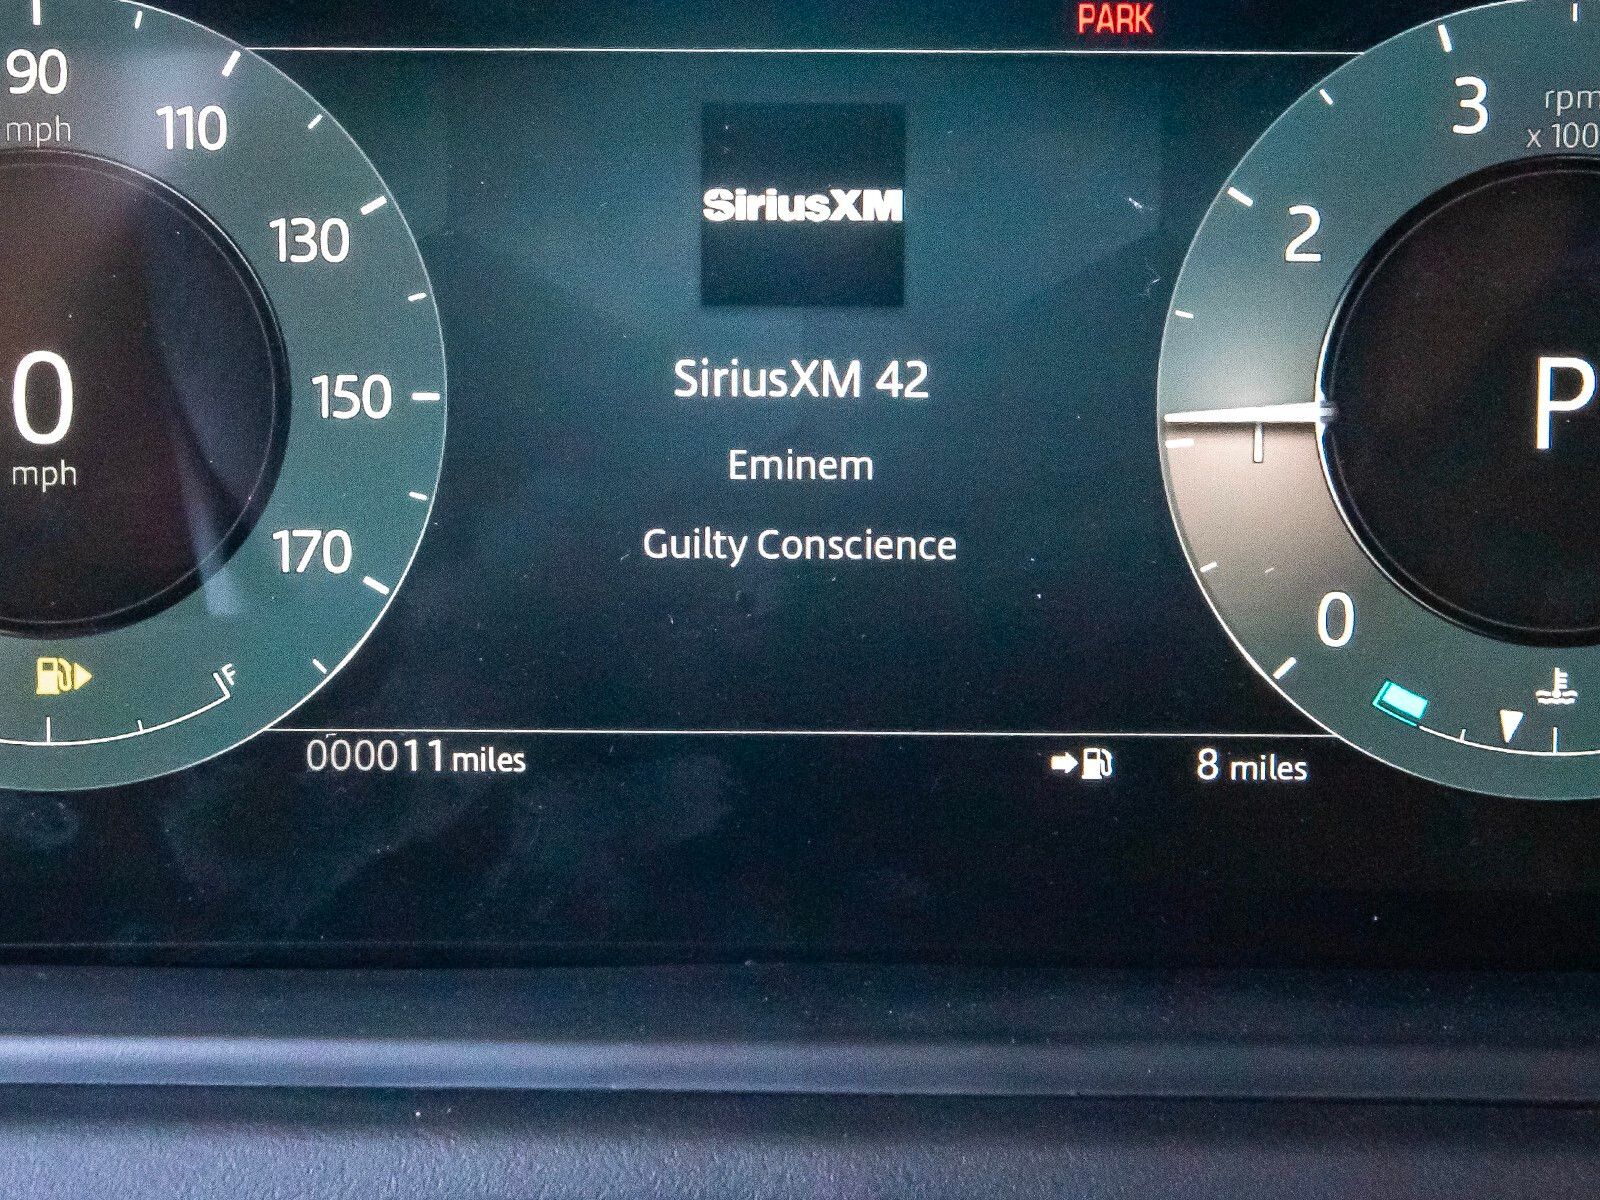 PARK
90
mph
110
130
150
170
0
mph
F
SiriusXM
SiriusXM 42
Eminem
Guilty Conscience
3
rpm
x 100
2
0
P
000011 miles
8 miles